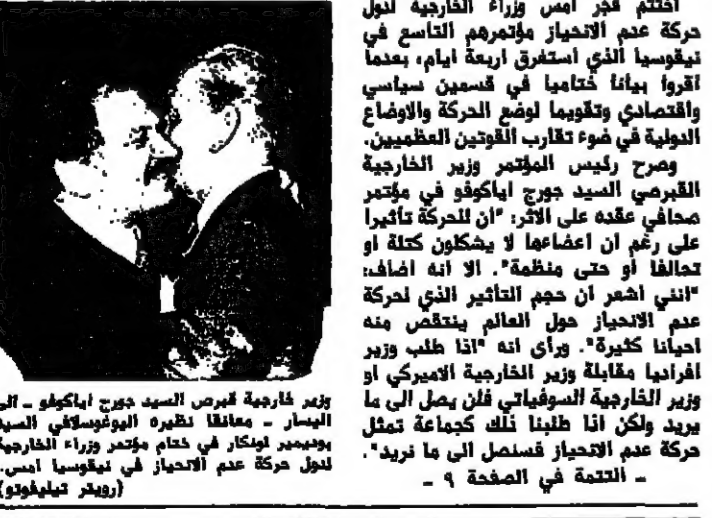 اختتم فجر امس وزراء الخارجية لدول
حركة عدم الانحياز مؤتمرهم التاسع في
نيقوسيا الذي استغرق اربعة ايام، بعدما
أقروا بيانا ختاميا في قسمين سياسي
واقتصادي وتقويما لوضع الحركة والاوضاع
الدولية في ضوء تقارب القوتين العظميين.
وصرح رئيس المؤتمر وزير الخارجية
القبرصي السيد جورج اياكوفو في مؤتمر
صحافي عقده على الاثر: "ان للحركة تأثيرا
على رغم ان اعضاءها لا يشكلون كتلة او
تحالفا او حتى منظمة". الا انه اضاف:
"انني اشعر ان حجم التأثير الذي لحركة
عدم الانحياز حول العالم ينتقص منه
احيانا كثيرة". ورأى انه "اذا طلب وزير
افراديا مقابلة وزير الخارجية الاميركي او
وزير الخارجية السوفياتي فلن يصل الى ما
يريد ولكن اذا طلبنا ذلك كجماعة تمثل
حركة عدم الانحياز فسنصل الى ما نريد".
– التتمة في الصفحة ٩ –
وزير خارجية قبرص السيد جورج اياكوفو – الى
اليسار – معانقا نظيره اليوغوسلافي السيد
بوديمير لونكار في ختام مؤتمر وزراء الخارجية
لدول حركة عدم الانحياز في نيقوسيا امس.
(رويتر تيليفوتو)